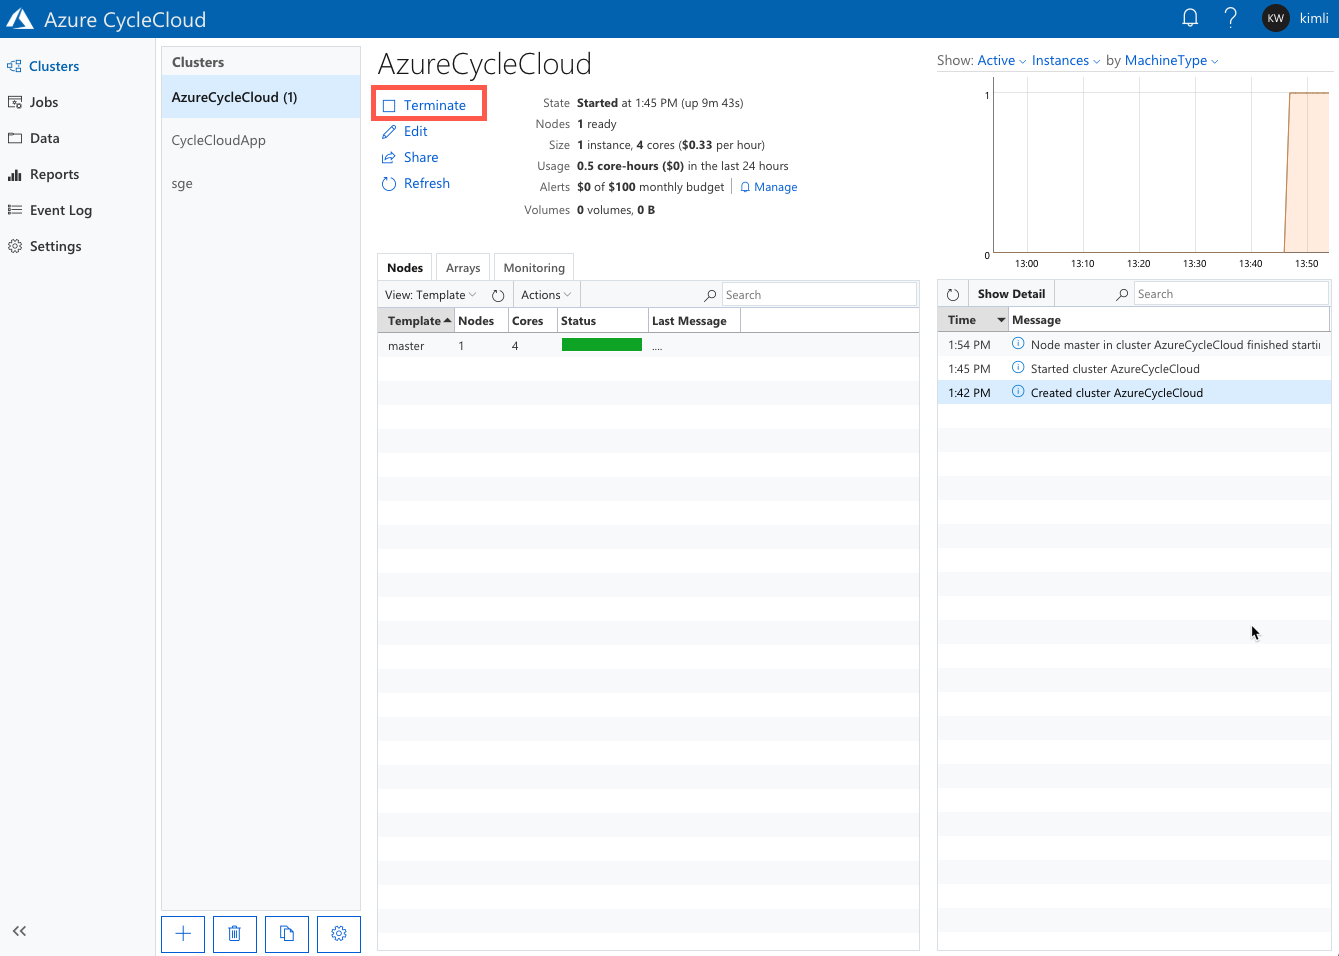 Azure CycleCloud
KW kimli
Clusters
Jobs
Data
Reports
Event Log
Settings
Clusters
AzureCycleCloud (1)
CycleCloudApp
sge
AzureCycleCloud
Terminate
Edit
Share
Refresh
State Started at 1:45 PM (up 9m 43s)
Nodes 1 ready
Size 1 instance, 4 cores ($0.33 per hour)
Usage 0.5 core-hours ($0) in the last 24 hours
Alerts $0 of $100 monthly budget Manage
Volumes 0 volumes, 0 B
Nodes Arrays Monitoring
View: Template Actions Search
Template Nodes Cores Status Last Message
master 1 4 ....
Show: Active Instances by MachineType
1
0
13:00 13:10 13:20 13:30 13:40 13:50
Show Detail Search
Time Message
1:54 PM Node master in cluster AzureCycleCloud finished startin
1:45 PM Started cluster AzureCycleCloud
1:42 PM Created cluster AzureCycleCloud